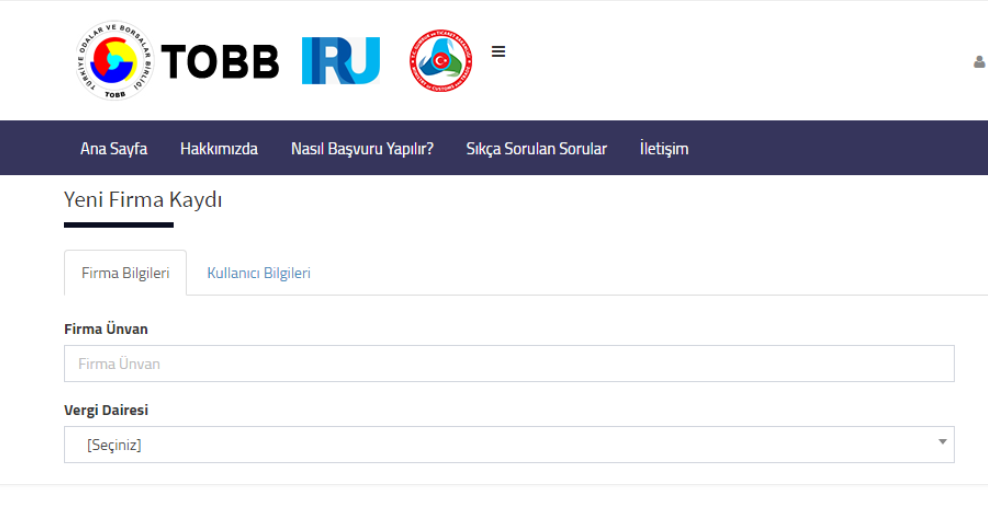 TÜRKİYE ODALAR VE BORSALAR BİRLİĞİ
TOBB
TOBB
IRU
Ana Sayfa Hakkımızda Nasıl Başvuru Yapılır? Sıkça Sorulan Sorular İletişim
Yeni Firma Kaydı
Firma Bilgileri Kullanıcı Bilgileri
Firma Ünvan
Firma Ünvan
Vergi Dairesi
[Seçiniz]